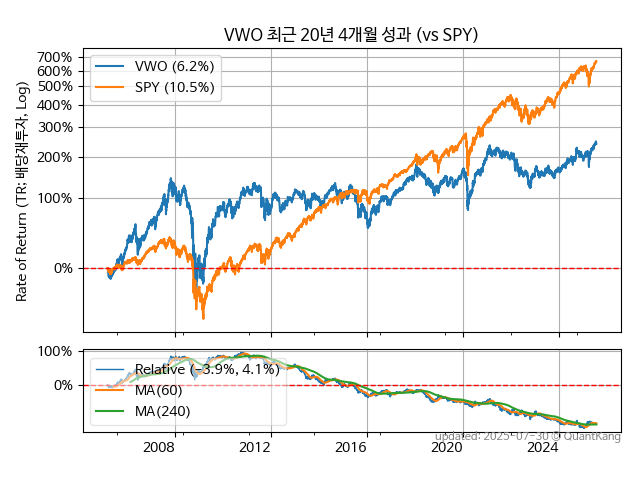 VWO 최근 20년 4개월 성과 (vs SPY)
700%
600%
500%
400%
300%
200%
100%
0%
Rate of Return (TR: 배당재투자, Log)
VWO (6.2%)
SPY (10.5%)
100%
0%
Relative (−3.9%, 4.1%)
MA(60)
MA(240)
2008
2012
2016
2020
2024
updated: 2025-07-30 © QuantKang